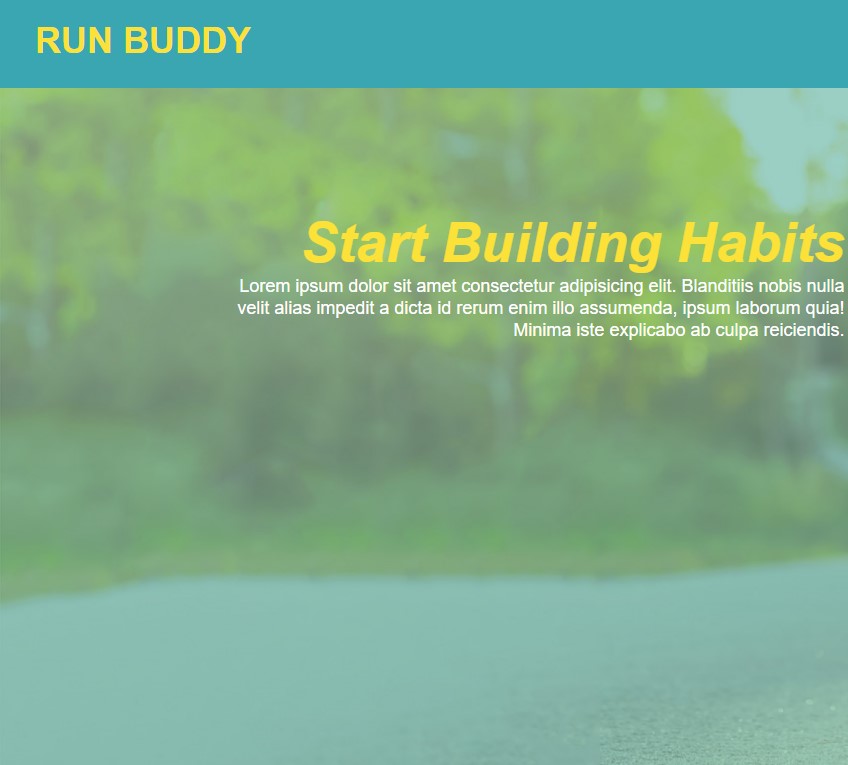 RUN BUDDY
Start Building Habits
Lorem ipsum dolor sit amet consectetur adipisicing elit. Blanditiis nobis nulla
velit alias impedit a dicta id rerum enim illo assumenda, ipsum laborum quia!
Minima iste explicabo ab culpa reiciendis.